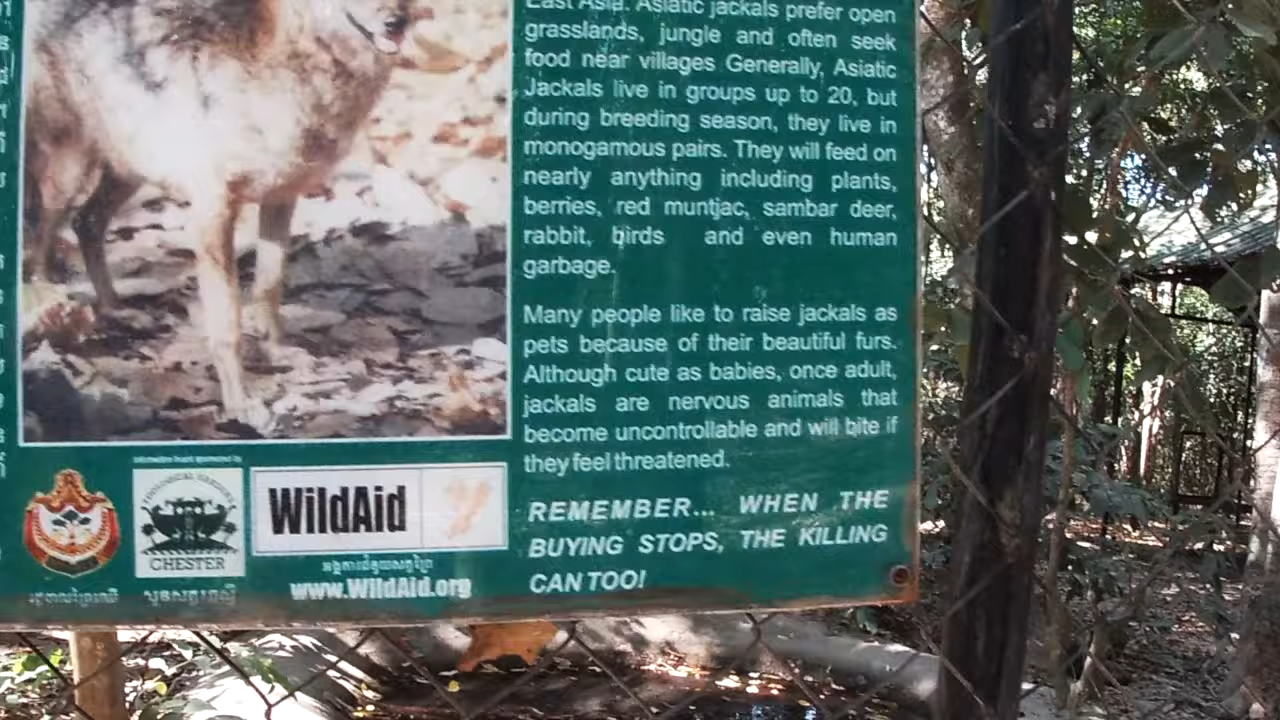 East Asia. Asiatic jackals prefer open
grasslands, jungle and often seek
food near villages Generally, Asiatic
Jackals live in groups up to 20, but
during breeding season, they live in
monogamous pairs. They will feed on
nearly anything including plants,
berries, red muntjac, sambar deer,
rabbit, birds and even human
garbage.
Many people like to raise jackals as
pets because of their beautiful furs.
Although cute as babies, once adult,
jackals are nervous animals that
become uncontrollable and will bite if
they feel threatened.
REMEMBER... WHEN THE
BUYING STOPS, THE KILLING
CAN TOO!
ZOOLOGICAL GARDENS
CHESTER
WildAid
www.WildAid.org